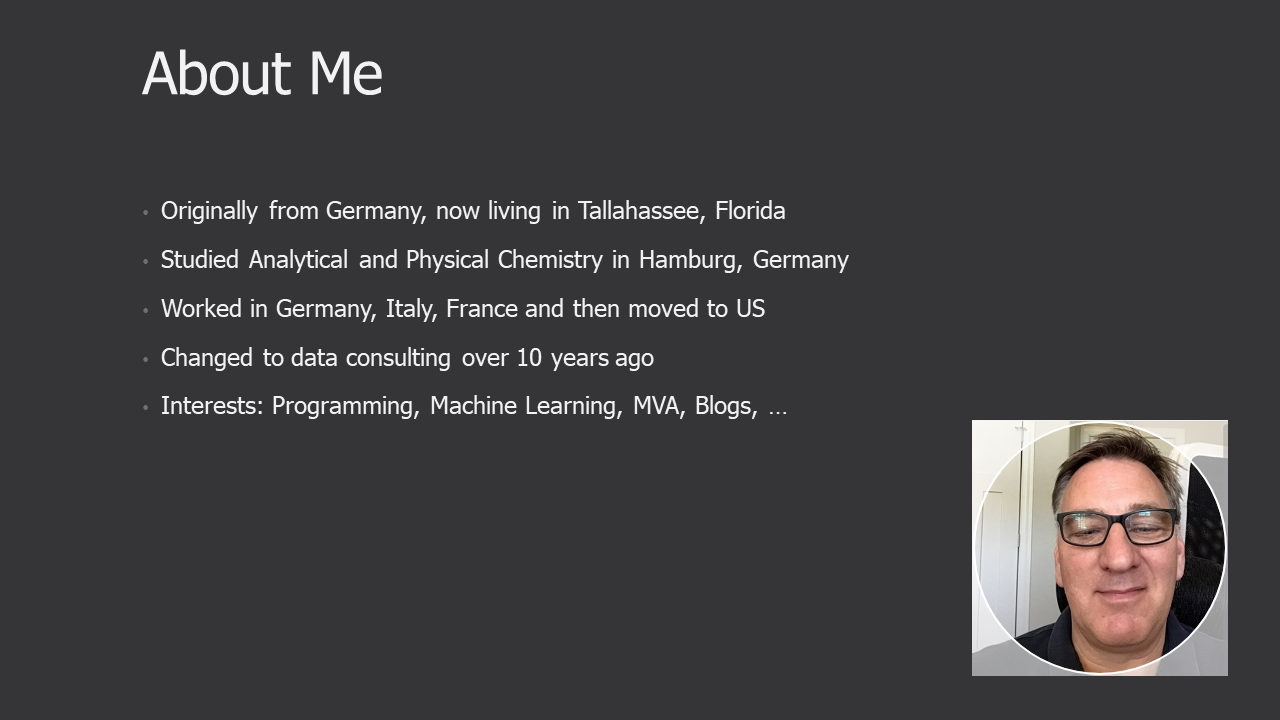 About Me
• Originally from Germany, now living in Tallahassee, Florida
• Studied Analytical and Physical Chemistry in Hamburg, Germany
• Worked in Germany, Italy, France and then moved to US
• Changed to data consulting over 10 years ago
• Interests: Programming, Machine Learning, MVA, Blogs, …